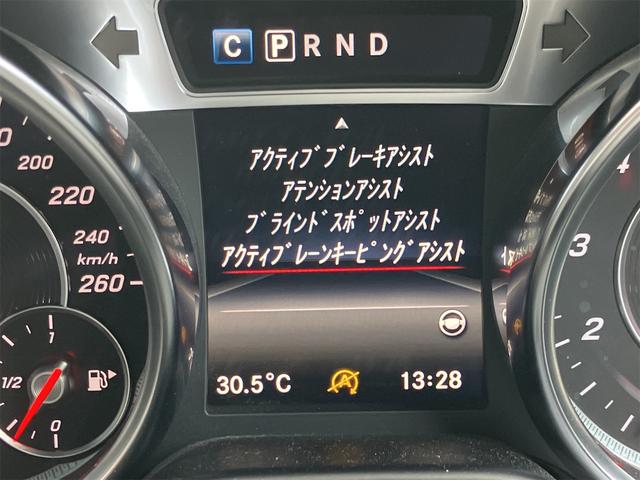 C P R N D
アクティブブレーキアシスト
アテンションアシスト
ブラインドスポットアシスト
アクティブレーンキーピングアシスト
200
220
240
km/h
260
1
1/2
0
4
3
2
30.5°C
A
13:28